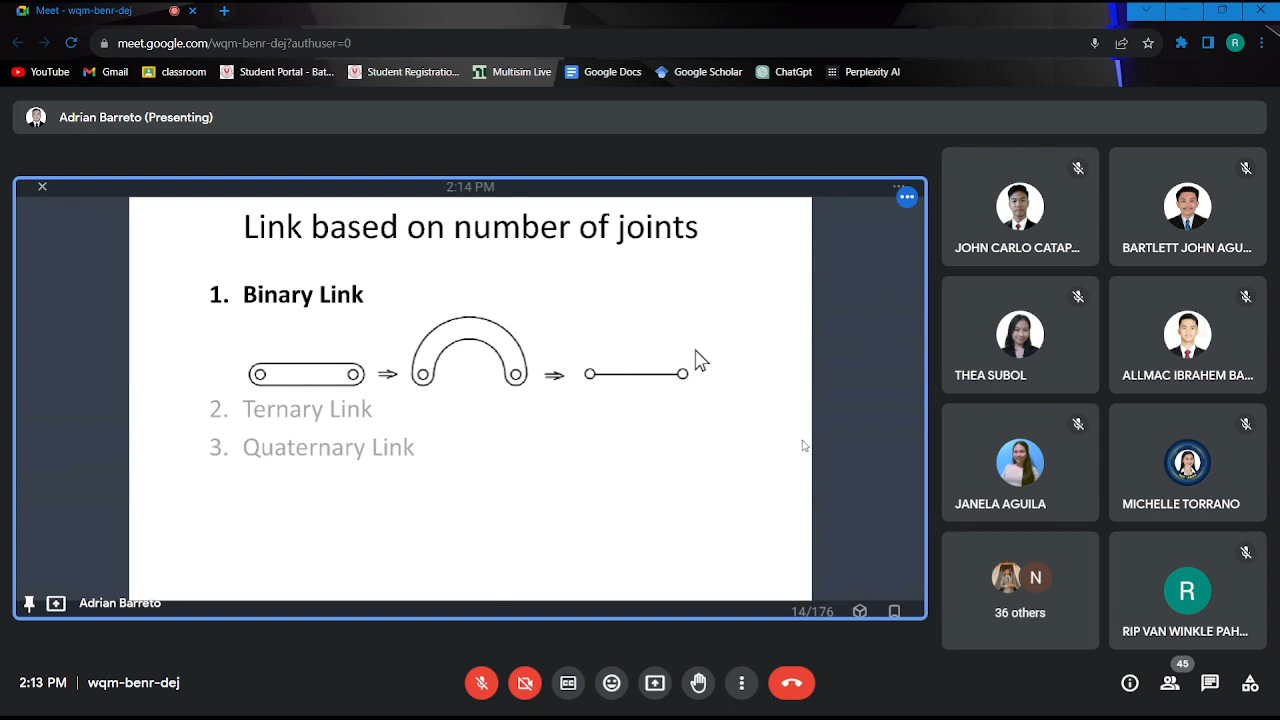 Meet - wqm-benr-dej
meet.google.com/wqm-benr-dej?authuser=0
R
YouTube Gmail classroom Student Portal - Bat... Student Registratio... Multisim Live Google Docs Google Scholar ChatGpt Perplexity AI
Adrian Barreto (Presenting)
2:14 PM
Link based on number of joints
1. Binary Link
2. Ternary Link
3. Quaternary Link
Adrian Barreto
14/176
JOHN CARLO CATAP...
BARTLETT JOHN AGU...
THEA SUBOL
ALLMAC IBRAHEM BA...
JANELA AGUILA
MICHELLE TORRANO
N
36 others
R
RIP VAN WINKLE PAH...
2:13 PM | wqm-benr-dej
45